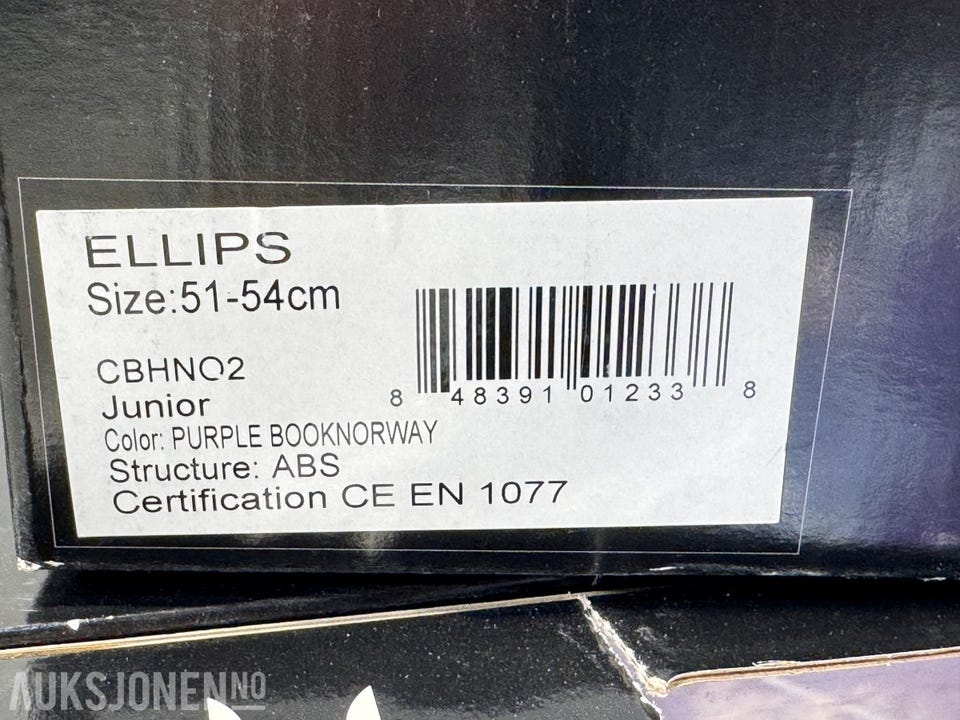 ELLIPS
Size:51-54cm
CBHNO2
Junior
Color: PURPLE BOOKNORWAY
Structure: ABS
Certification CE EN 1077
8 48391 01233 8
AUKSJONEN.NO